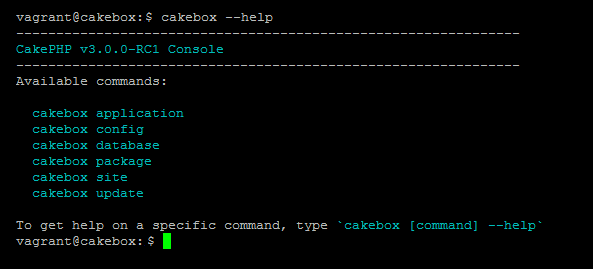 vagrant@cakebox:$ cakebox --help
---------------------------------------------------------------
CakePHP v3.0.0-RC1 Console
---------------------------------------------------------------
Available commands:
cakebox application
cakebox config
cakebox database
cakebox package
cakebox site
cakebox update
To get help on a specific command, type `cakebox [command] --help`
vagrant@cakebox:$